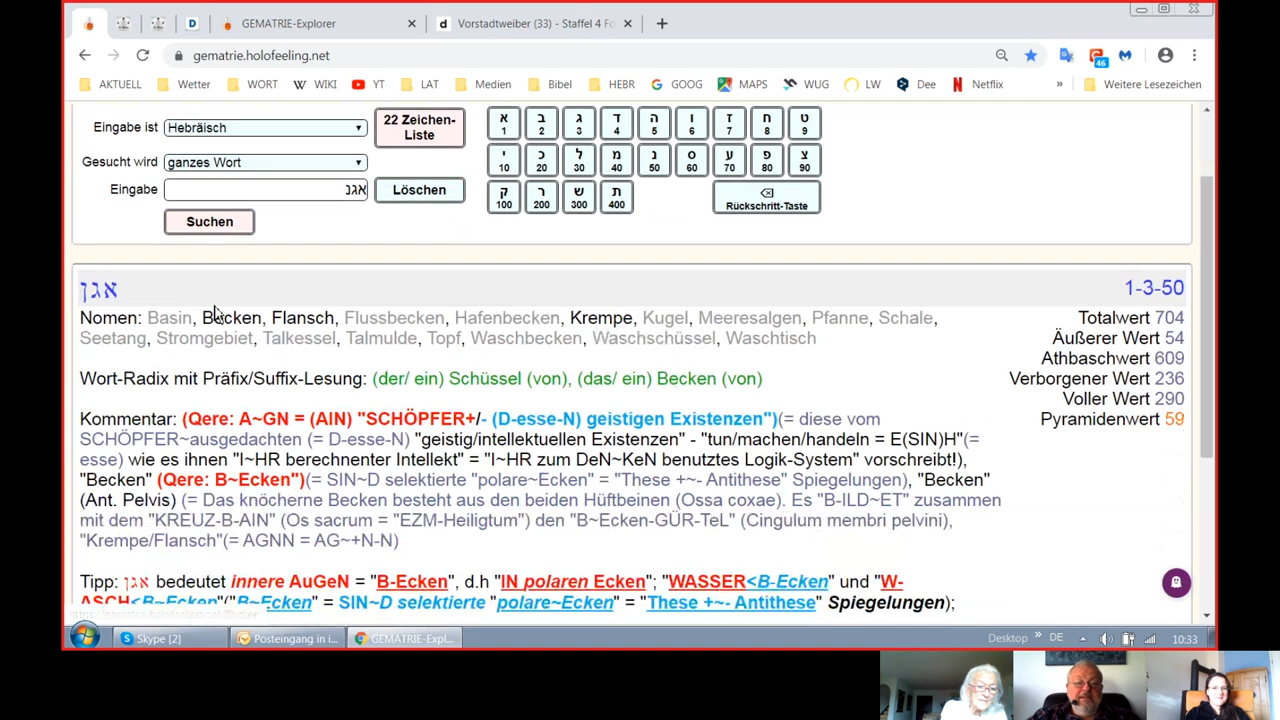 GEMATRIE-Explorer
Vorstadtweiber (33) - Staffel 4 Fo
gematrie.holofeeling.net
46
AKTUELL Wetter WORT WIKI YT LAT Medien Bibel HEBR GOOG MAPS WUG LW Dee Netflix » Weitere Lesezeichen
Eingabe ist Hebräisch
22 Zeichen-
Liste
Gesucht wird ganzes Wort
Eingabe אגנ Löschen
Suchen
א ב ג ד ה ו ז ח ט
1 2 3 4 5 6 7 8 9
י כ ל מ נ ס ע פ צ
10 20 30 40 50 60 70 80 90
ק ר ש ת
100 200 300 400
Rückschritt-Taste
אגן 1-3-50
Nomen: Basin, Becken, Flansch, Flussbecken, Hafenbecken, Krempe, Kugel, Meeresalgen, Pfanne, Schale,
Seetang, Stromgebiet, Talkessel, Talmulde, Topf, Waschbecken, Waschschüssel, Waschtisch
Totalwert 704
Äußerer Wert 54
Athbaschwert 609
Verborgener Wert 236
Voller Wert 290
Pyramidenwert 59
Wort-Radix mit Präfix/Suffix-Lesung: (der/ ein) Schüssel (von), (das/ ein) Becken (von)
Kommentar: (Qere: A~GN = (AIN) "SCHÖPFER+/- (D-esse-N) geistigen Existenzen")(= diese vom
SCHÖPFER~ausgedachten (= D-esse-N) "geistig/intellektuellen Existenzen" - "tun/machen/handeln = E(SIN)H"(=
esse) wie es ihnen "I~HR berechnenter Intellekt" = "I~HR zum DeN~KeN benutztes Logik-System" vorschreibt!),
"Becken" (Qere: B~Ecken")(= SIN~D selektierte "polare~Ecken" = "These +~- Antithese" Spiegelungen), "Becken"
(Ant. Pelvis) (= Das knöcherne Becken besteht aus den beiden Hüftbeinen (Ossa coxae). Es "B-ILD~ET" zusammen
mit dem "KREUZ-B-AIN" (Os sacrum = "EZM-Heiligtum") den "B~Ecken-GÜR-TeL" (Cingulum membri pelvini),
"Krempe/Flansch"(= AGNN = AG~+N-N)
Tipp: אגן bedeutet innere AuGeN = "B-Ecken", d.h "IN polaren Ecken"; "WASSER<B-Ecken" und "W-
ASCH<B~Ecken"("B~Ecken" = SIN~D selektierte "polare~Ecken" = "These +~- Antithese" Spiegelungen);
Skype [2] Posteingang in i... GEMATRIE-Expl... Desktop » DE 10:33